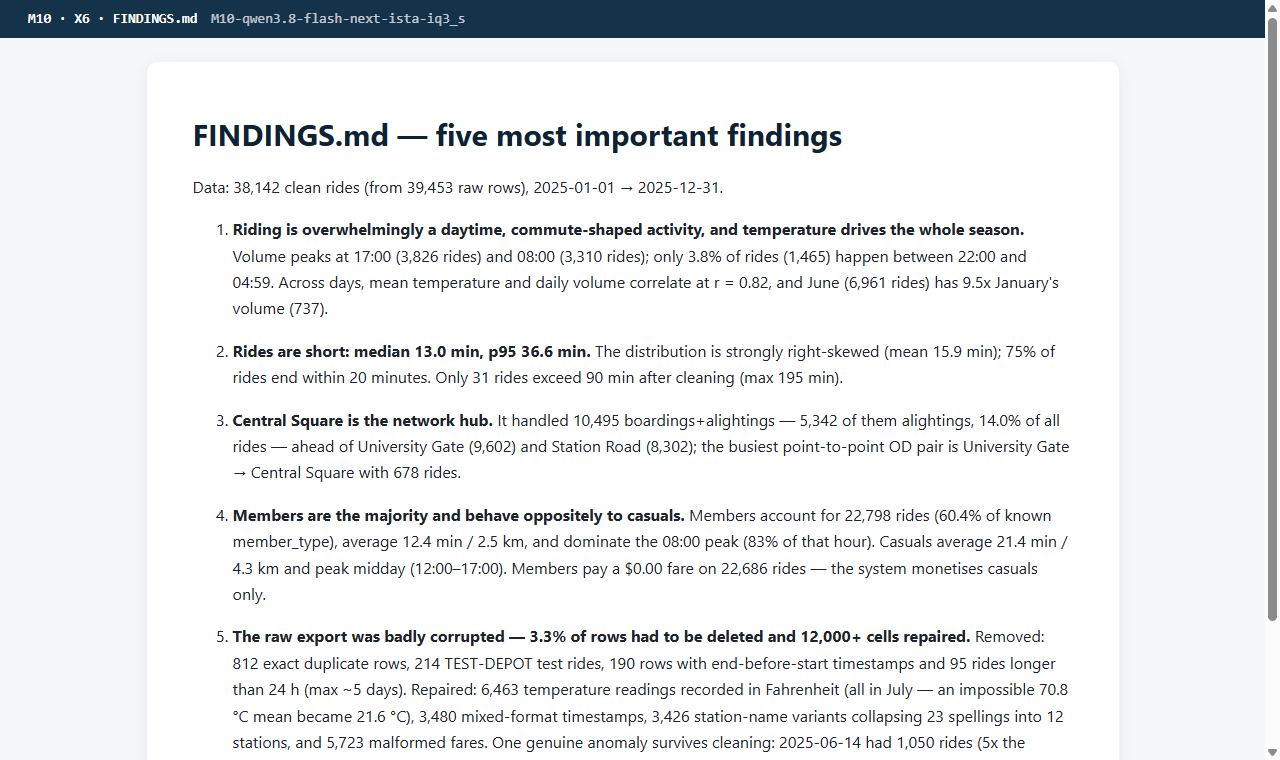 M10 · X6 · FINDINGS.md M10-qwen3.8-flash-next-ista-iq3_s
FINDINGS.md — five most important findings
Data: 38,142 clean rides (from 39,453 raw rows), 2025-01-01 → 2025-12-31.
1. Riding is overwhelmingly a daytime, commute-shaped activity, and temperature drives the whole season.
Volume peaks at 17:00 (3,826 rides) and 08:00 (3,310 rides); only 3.8% of rides (1,465) happen between 22:00 and
04:59. Across days, mean temperature and daily volume correlate at r = 0.82, and June (6,961 rides) has 9.5x January's
volume (737).
2. Rides are short: median 13.0 min, p95 36.6 min. The distribution is strongly right-skewed (mean 15.9 min); 75% of
rides end within 20 minutes. Only 31 rides exceed 90 min after cleaning (max 195 min).
3. Central Square is the network hub. It handled 10,495 boardings+alightings — 5,342 of them alightings, 14.0% of all
rides — ahead of University Gate (9,602) and Station Road (8,302); the busiest point-to-point OD pair is University Gate
→ Central Square with 678 rides.
4. Members are the majority and behave oppositely to casuals. Members account for 22,798 rides (60.4% of known
member_type), average 12.4 min / 2.5 km, and dominate the 08:00 peak (83% of that hour). Casuals average 21.4 min /
4.3 km and peak midday (12:00–17:00). Members pay a $0.00 fare on 22,686 rides — the system monetises casuals
only.
5. The raw export was badly corrupted — 3.3% of rows had to be deleted and 12,000+ cells repaired. Removed:
812 exact duplicate rows, 214 TEST-DEPOT test rides, 190 rows with end-before-start timestamps and 95 rides longer
than 24 h (max ~5 days). Repaired: 6,463 temperature readings recorded in Fahrenheit (all in July — an impossible 70.8
°C mean became 21.6 °C), 3,480 mixed-format timestamps, 3,426 station-name variants collapsing 23 spellings into 12
stations, and 5,723 malformed fares. One genuine anomaly survives cleaning: 2025-06-14 had 1,050 rides (5x the